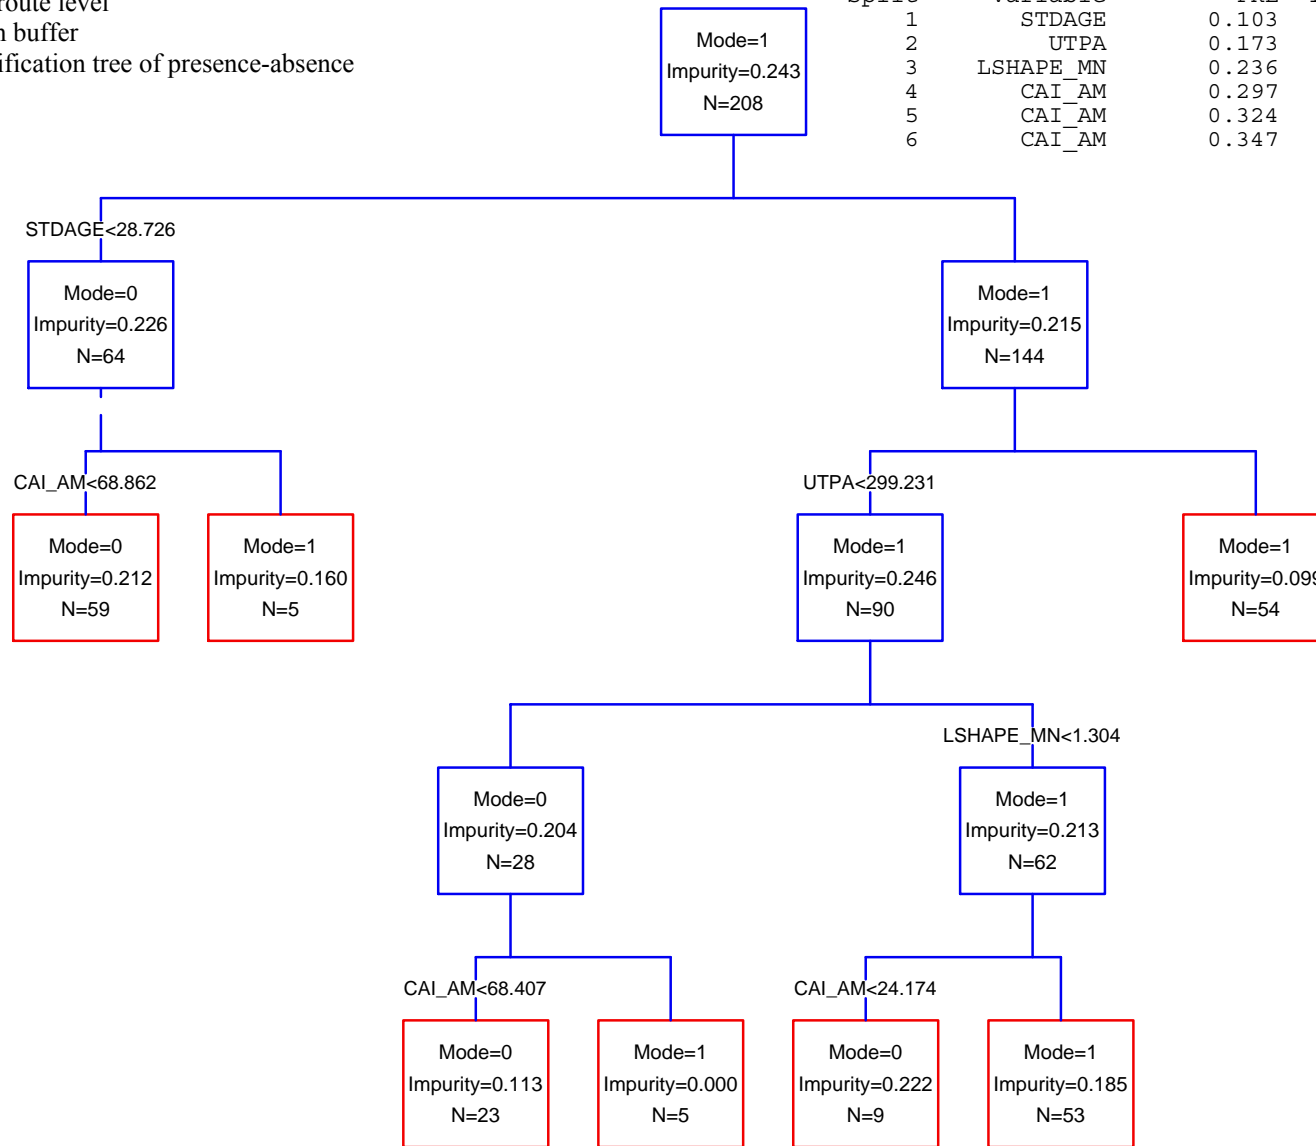 route level
buffer
tree of presence-absence
1 STDAGE 0.103
2 UTPA 0.173
3 LSHAPE_MN 0.236
4 CAI_AM 0.297
5 CAI_AM 0.324
6 CAI_AM 0.347
Mode=1
Impurity=0.243
N=208
STDAGE<28.726
Mode=0
Impurity=0.226
N=64
Mode=1
Impurity=0.215
N=144
CAI_AM<68.862
Mode=0
Impurity=0.212
N=59
Mode=1
Impurity=0.160
N=5
UTPA<299.231
Mode=1
Impurity=0.246
N=90
Mode=1
Impurity=0.099
N=54
LSHAPE_MN<1.304
Mode=0
Impurity=0.204
N=28
Mode=1
Impurity=0.213
N=62
CAI_AM<68.407
Mode=0
Impurity=0.113
N=23
Mode=1
Impurity=0.000
N=5
CAI_AM<24.174
Mode=0
Impurity=0.222
N=9
Mode=1
Impurity=0.185
N=53